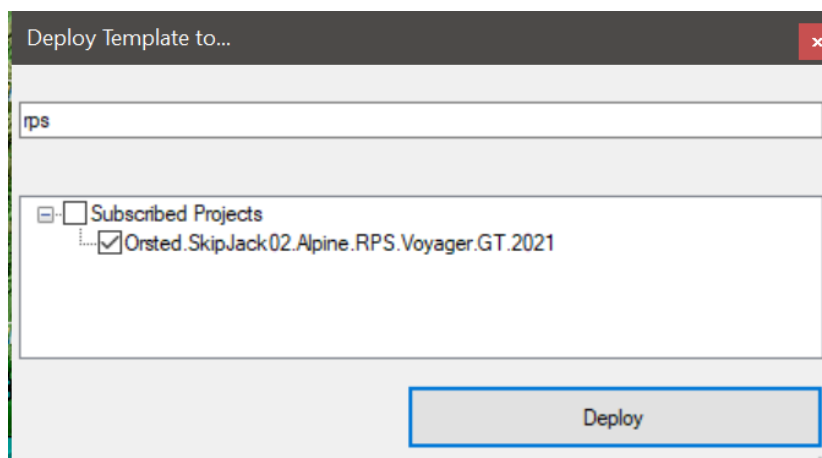 Deploy Template to...
rps
Subscribed Projects
Orsted.SkipJack02.Alpine.RPS.Voyager.GT.2021
Deploy